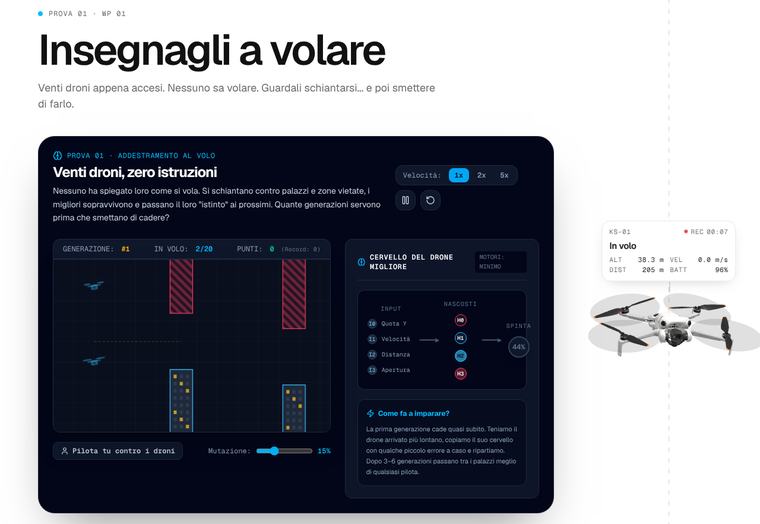 PROVA 01 · WP 01
Insegnagli a volare
Venti droni appena accesi. Nessuno sa volare. Guardali schiantarsi... e poi smettere
di farlo.
PROVA 01 · ADDESTRAMENTO AL VOLO
Venti droni, zero istruzioni
Nessuno ha spiegato loro come si vola. Si schiantano contro palazzi e zone vietate, i
migliori sopravvivono e passano il loro "istinto" ai prossimi. Quante generazioni servono
prima che smettano di cadere?
Velocità: 1x 2x 5x
GENERAZIONE: #1 IN VOLO: 2/20 PUNTI: 0 (Record: 0)
CERVELLO DEL DRONE
MIGLIORE
MOTORI:
MINIMO
INPUT
NASCOSTI
SPINTA
I0 Quota Y
I1 Velocità
I2 Distanza
I3 Apertura
H0
H1
H2
H3
44%
Come fa a imparare?
La prima generazione cade quasi subito. Teniamo il
drone arrivato più lontano, copiamo il suo cervello
con qualche piccolo errore a caso e ripartiamo.
Dopo 3–6 generazioni passano tra i palazzi meglio
di qualsiasi pilota.
Pilota tu contro i droni
Mutazione: 15%
KS-01 REC 00:07
In volo
ALT 38.3 m VEL 0.0 m/s
DIST 205 m BATT 96%